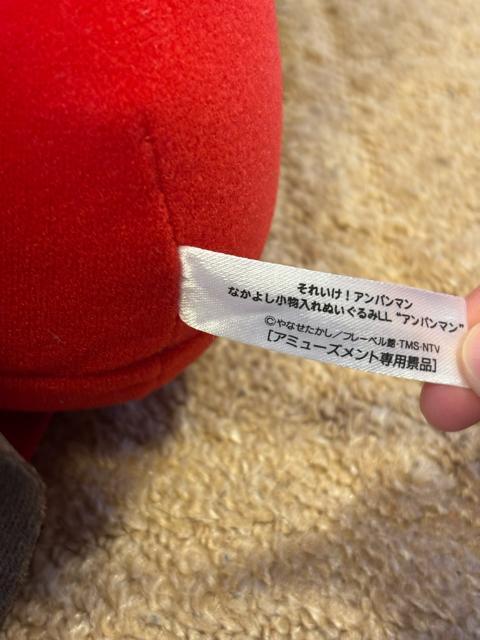 それいけ！アンパンマン
なかよし小物入れぬいぐるみLL “アンパンマン”
©やなせたかし／フレーベル館・TMS・NTV
[アミューズメント専用景品]